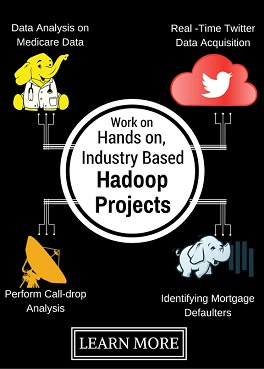 Data Analysis on
Medicare Data
Real -Time Twitter
Data Acquisition
Work on
Hands on,
Industry Based
Hadoop
Projects
Perform Call-drop
Analysis
Identifying Mortgage
Defaulters
LEARN MORE